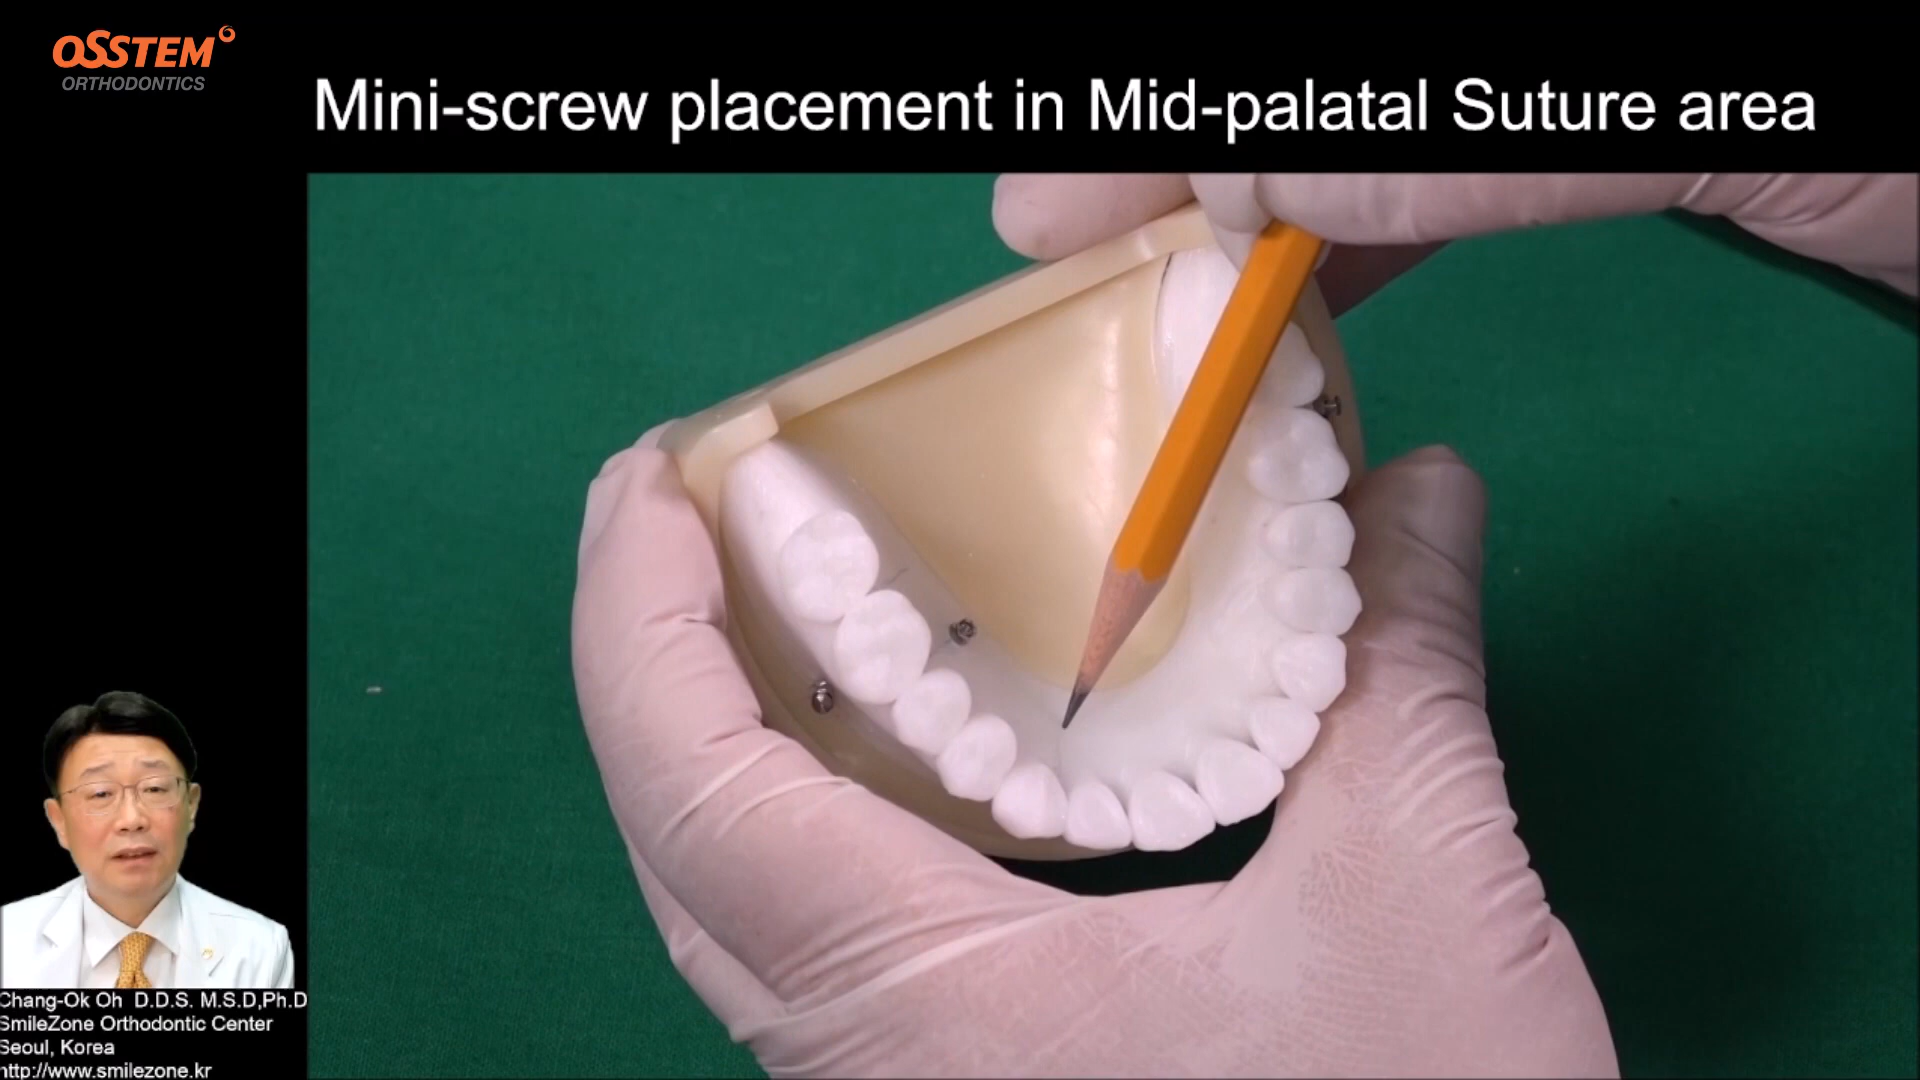 OSSTEM
ORTHODONTICS
Mini-screw placement in Mid-palatal Suture area
Chang-Ok Oh D.D.S. M.S.D,Ph.D
SmileZone Orthodontic Center
Seoul, Korea
http://www.smilezone.kr